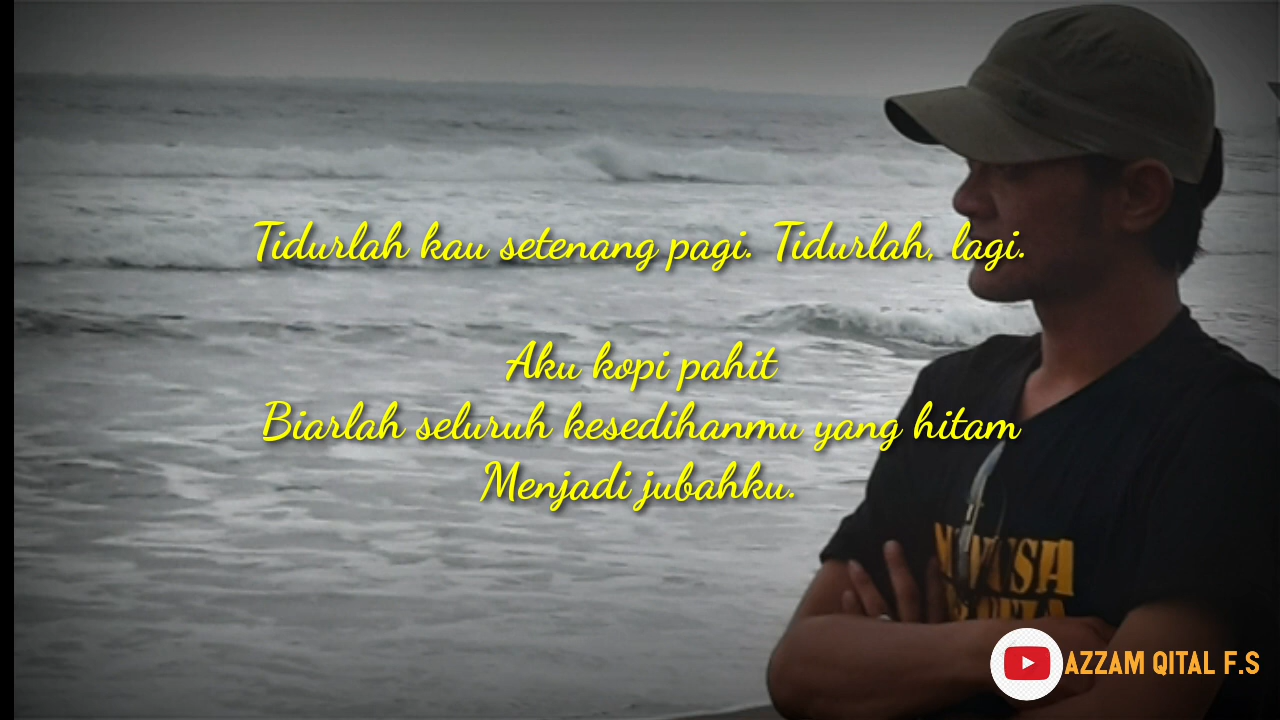 Tidurlah kau setenang pagi. Tidurlah, lagi.
Aku kopi pahit
Biarlah seluruh kesedihanmu yang hitam
Menjadi jubahku.
AZZAM QITAL F.S